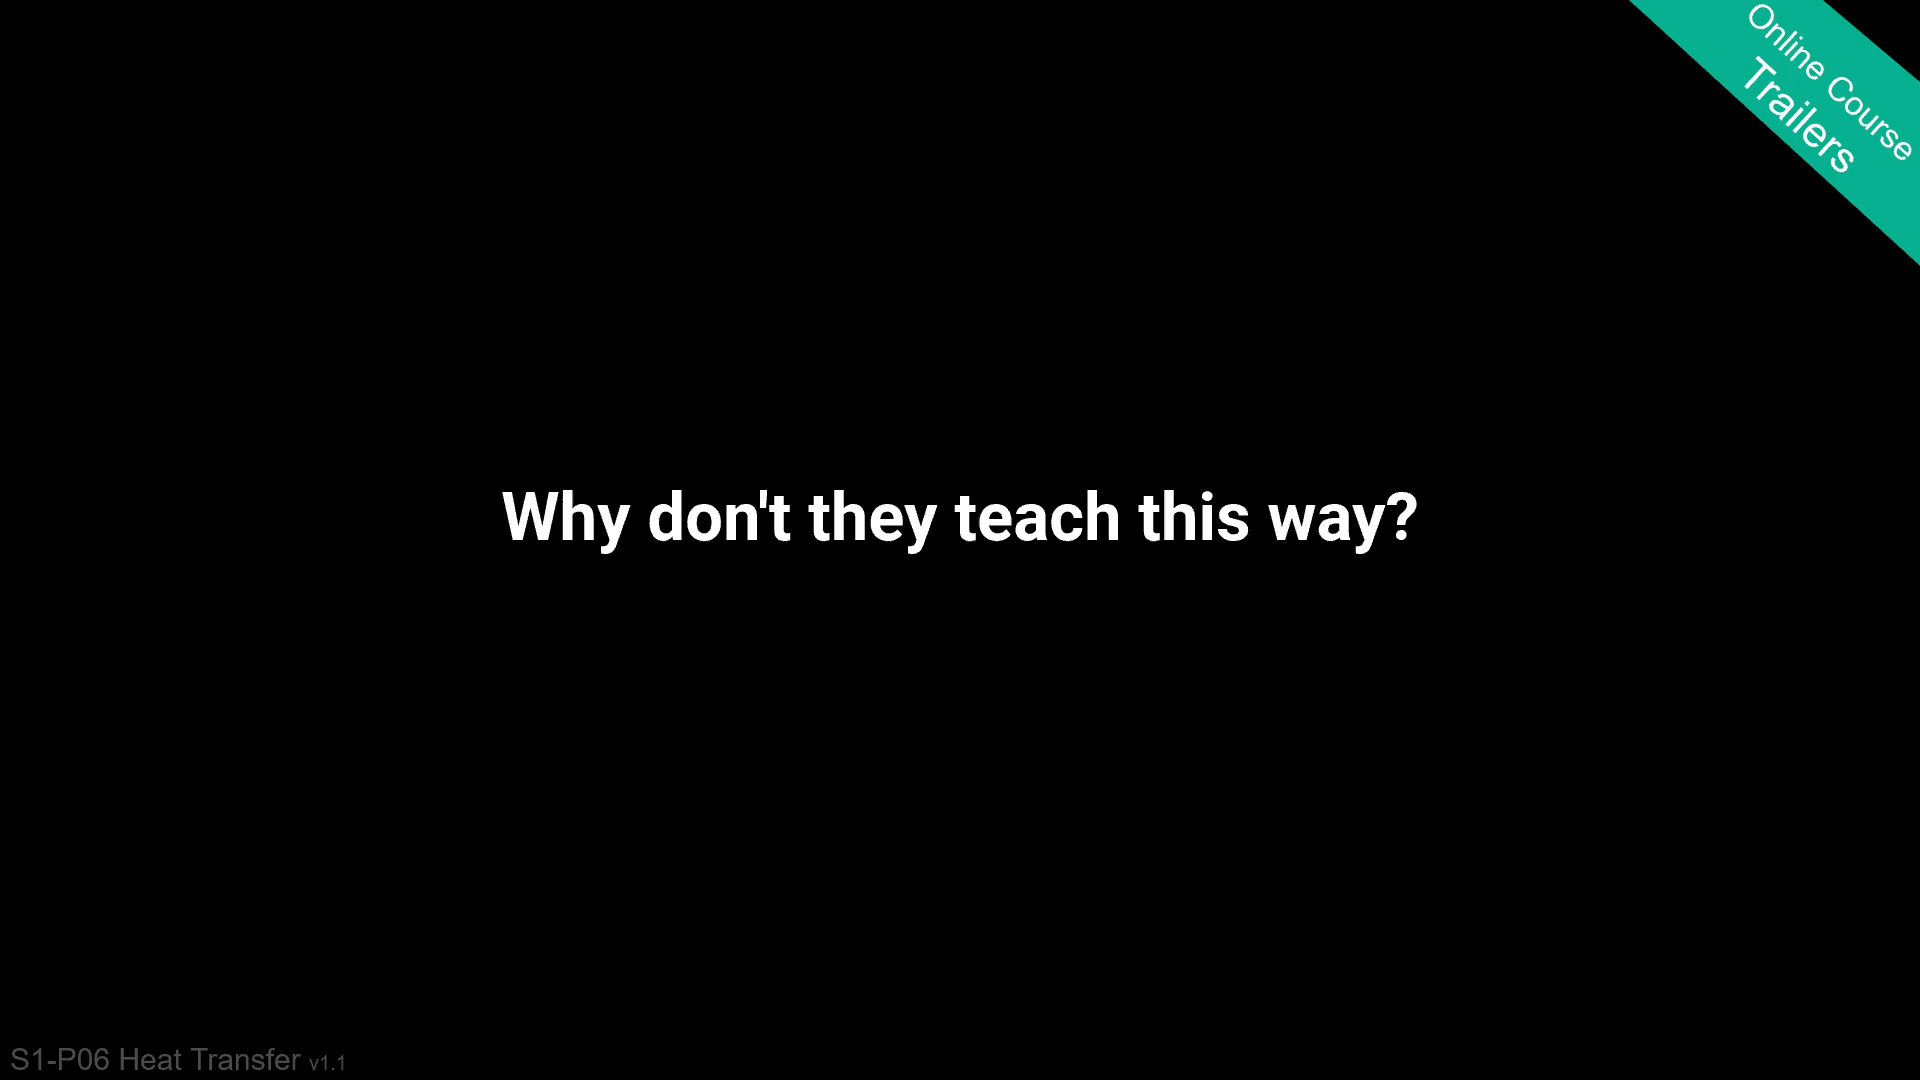 Online Course
Trailers
Why don't they teach this way?
S1-P06 Heat Transfer v1.1